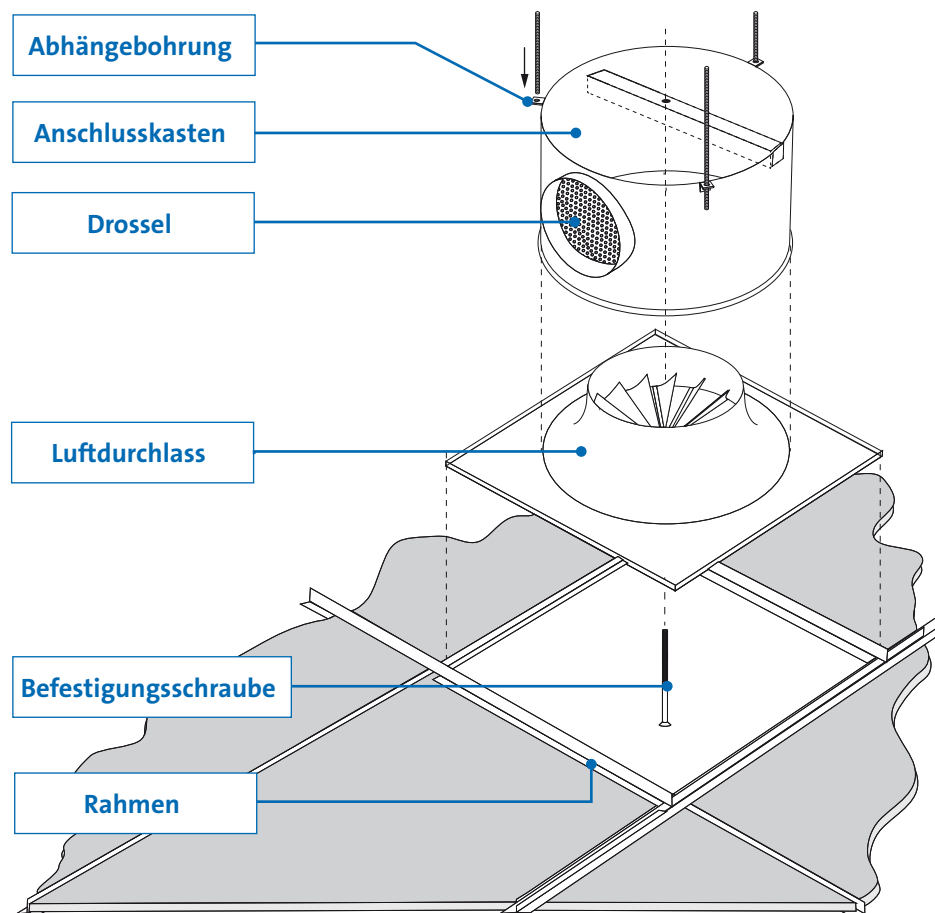 Abhängebohrung
Anschlusskasten
Drossel
Luftdurchlass
Befestigungsschraube
Rahmen